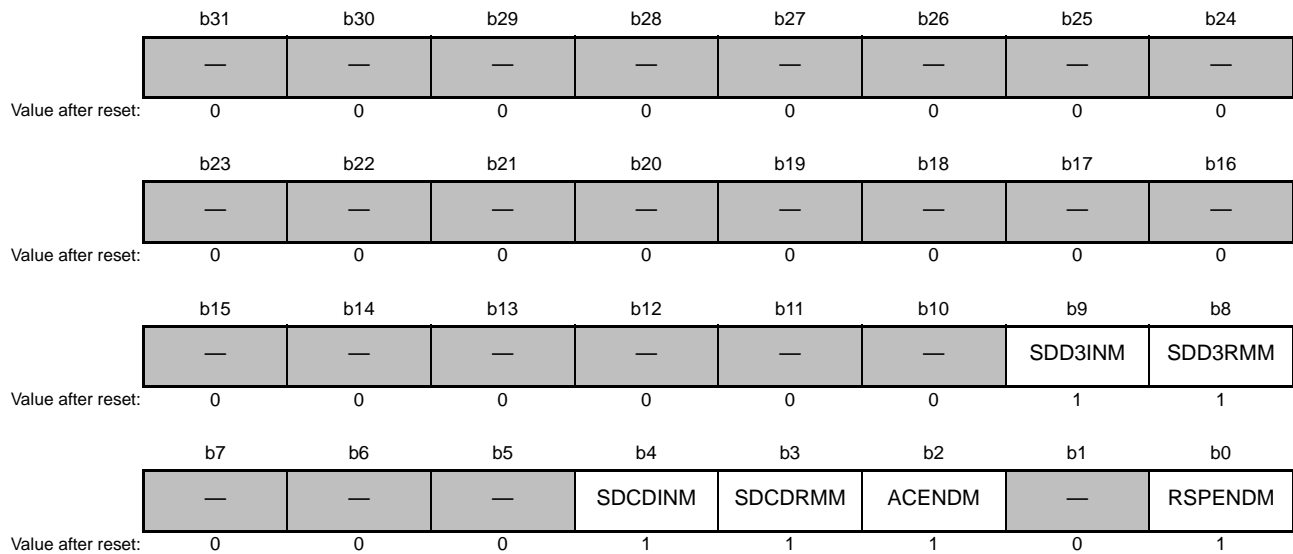 b31 b30 b29 b28 b27 b26 b25 b24
— — — — — — — —
Value after reset: 0 0 0 0 0 0 0 0
b23 b22 b21 b20 b19 b18 b17 b16
— — — — — — — —
Value after reset: 0 0 0 0 0 0 0 0
b15 b14 b13 b12 b11 b10 b9 b8
— — — — — — SDD3INM SDD3RMM
Value after reset: 0 0 0 0 0 0 1 1
b7 b6 b5 b4 b3 b2 b1 b0
— — — SDCDINM SDCDRMM ACENDM — RSPENDM
Value after reset: 0 0 0 1 1 1 0 1